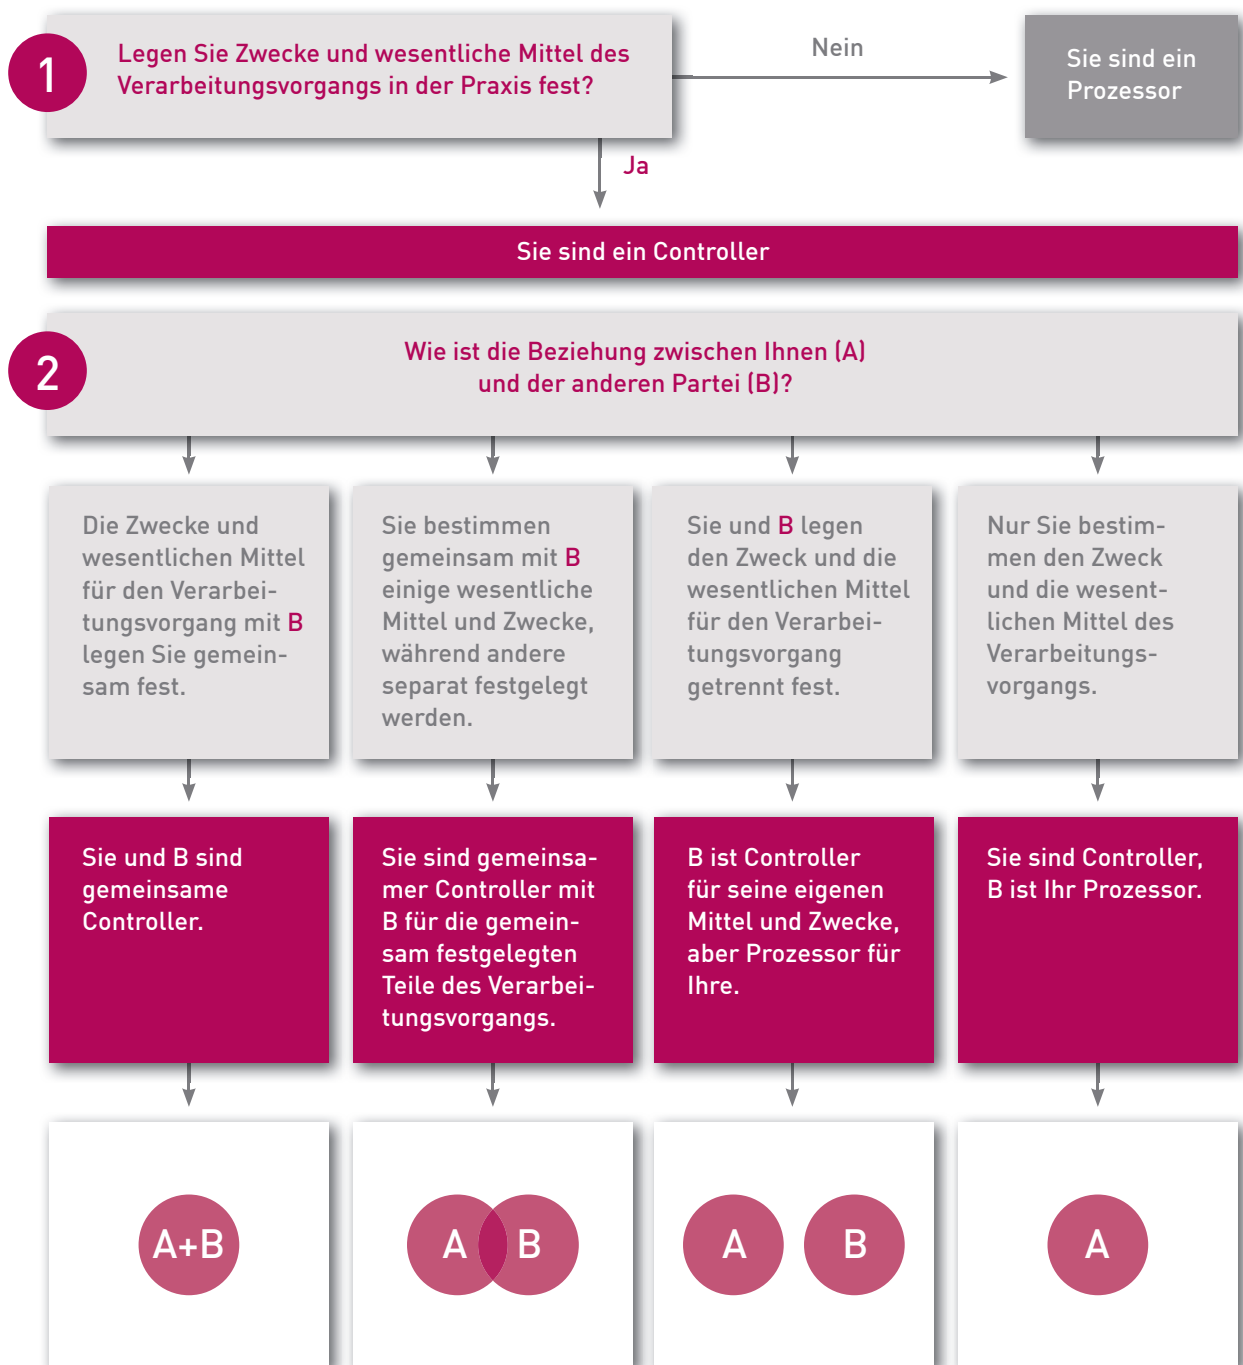 1
Legen Sie Zwecke und wesentliche Mittel des
Verarbeitungsvorgangs in der Praxis fest?
Nein
Sie sind ein
Prozessor
Ja
Sie sind ein Controller
2
Wie ist die Beziehung zwischen Ihnen (A)
und der anderen Partei (B)?
Die Zwecke und
wesentlichen Mittel
für den Verarbei-
tungsvorgang mit B
legen Sie gemein-
sam fest.
Sie bestimmen
gemeinsam mit B
einige wesentliche
Mittel und Zwecke,
während andere
separat festgelegt
werden.
Sie und B legen
den Zweck und die
wesentlichen Mittel
für den Verarbei-
tungsvorgang
getrennt fest.
Nur Sie bestim-
men den Zweck
und die wesent-
lichen Mittel des
Verarbeitungs-
vorgangs.
Sie und B sind
gemeinsame
Controller.
Sie sind gemeinsa-
mer Controller mit
B für die gemein-
sam festgelegten
Teile des Verarbei-
tungsvorgangs.
B ist Controller
für seine eigenen
Mittel und Zwecke,
aber Prozessor für
Ihre.
Sie sind Controller,
B ist Ihr Prozessor.
A+B
A B
A B
A